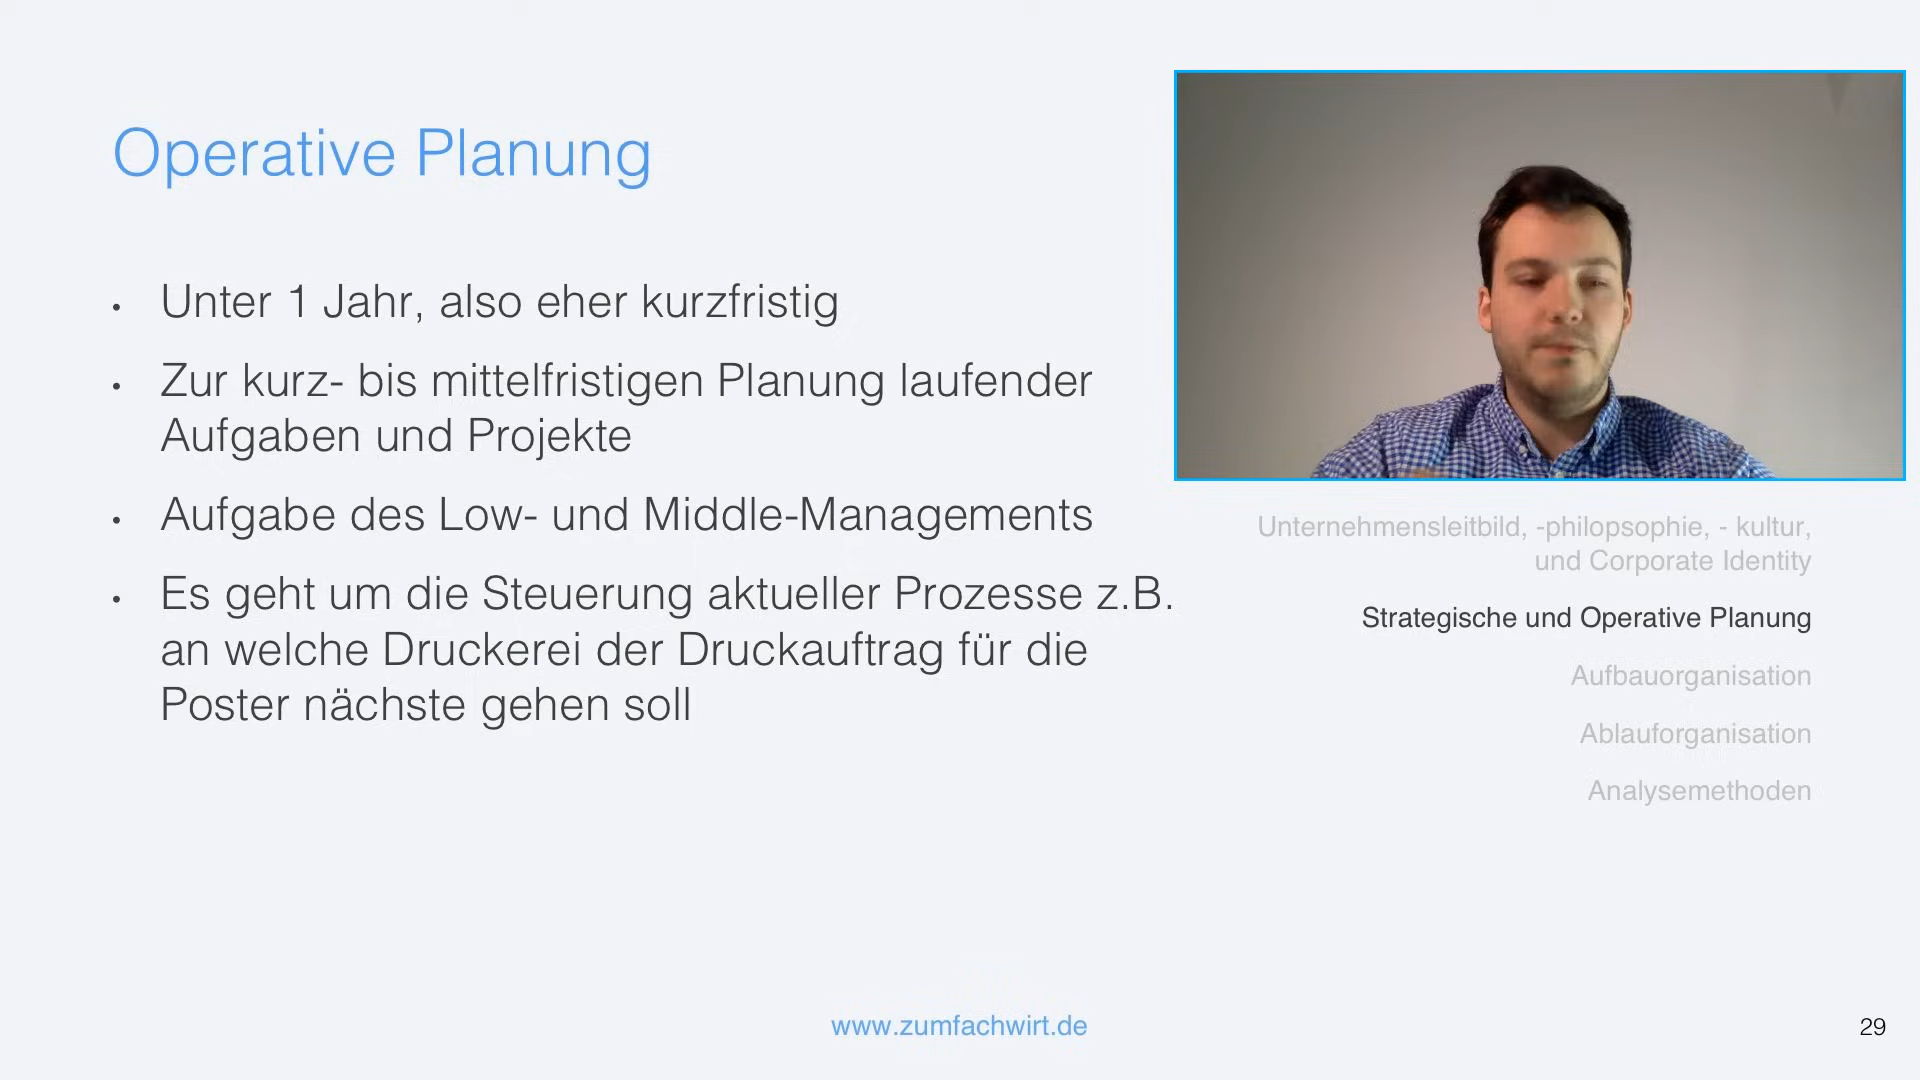 Operative Planung
• Unter 1 Jahr, also eher kurzfristig
• Zur kurz- bis mittelfristigen Planung laufender
Aufgaben und Projekte
• Aufgabe des Low- und Middle-Managements
• Es geht um die Steuerung aktueller Prozesse z.B.
an welche Druckerei der Druckauftrag für die
Poster nächste gehen soll
Unternehmensleitbild, -philopsophie, - kultur,
und Corporate Identity
Strategische und Operative Planung
Aufbauorganisation
Ablauforganisation
Analysemethoden
www.zumfachwirt.de
29